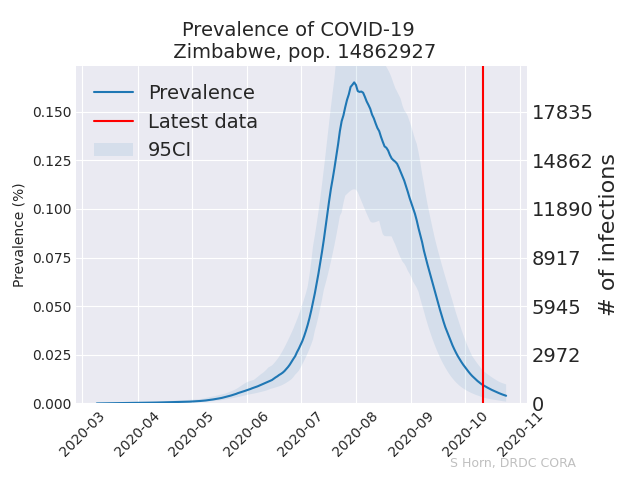 Prevalence of COVID-19
Zimbabwe, pop. 14862927
Prevalence
Latest data
95CI
Prevalence (%)
0.150
0.125
0.100
0.075
0.050
0.025
0.000
17835
14862
11890
8917
5945
2972
0
# of infections
2020-03
2020-04
2020-05
2020-06
2020-07
2020-08
2020-09
2020-10
2020-11
S Horn, DRDC CORA